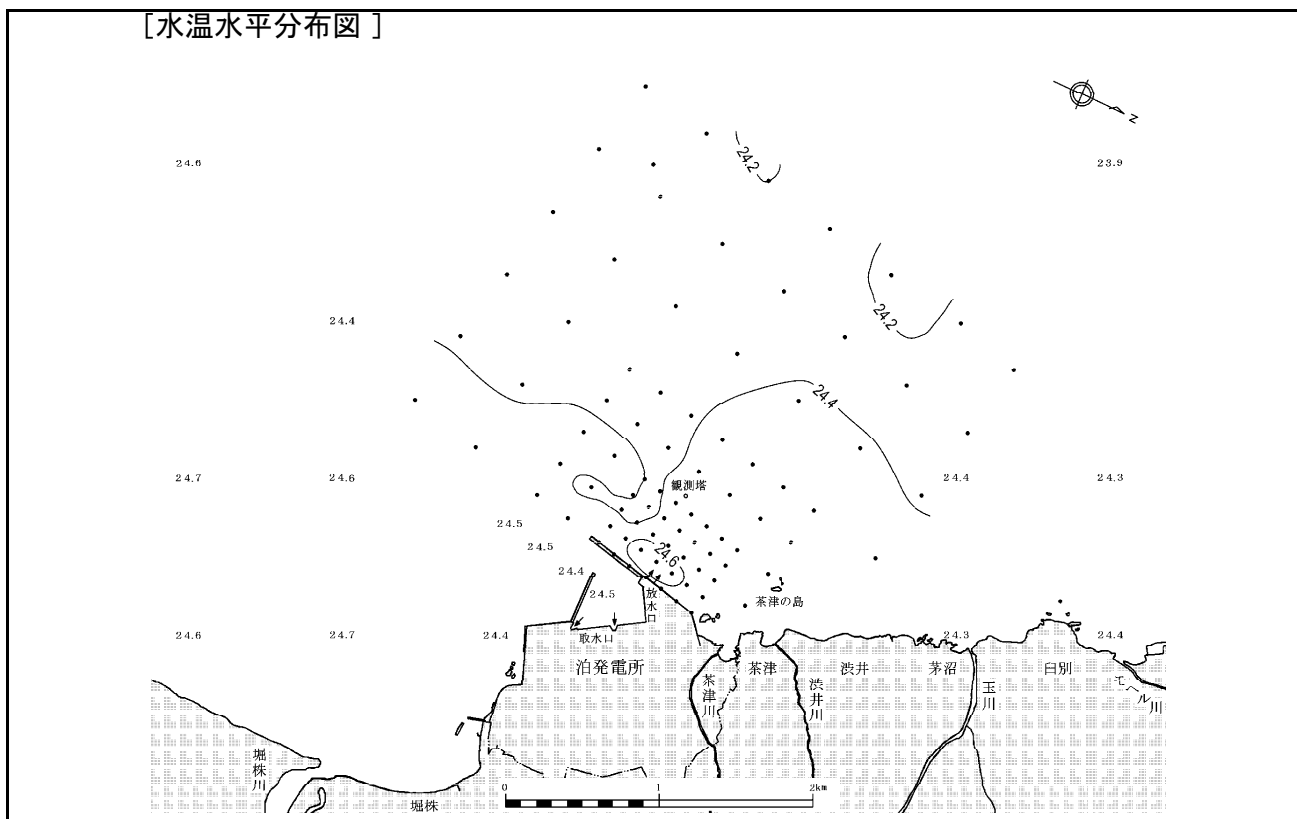 [水温水平分布図 ]
N
24.2
24.6
23.9
24.2
24.4
24.4
24.7
24.6
24.4
24.3
観測塔
24.5
24.5
24.6
24.4
24.5
放水口
茶津の島
24.6
24.7
24.4
取水口
24.3
24.4
泊発電所
茶津
渋井
茅沼
臼別
茶津川
渋井川
玉川
モヘル川
堀株川
堀株
0
1
2km